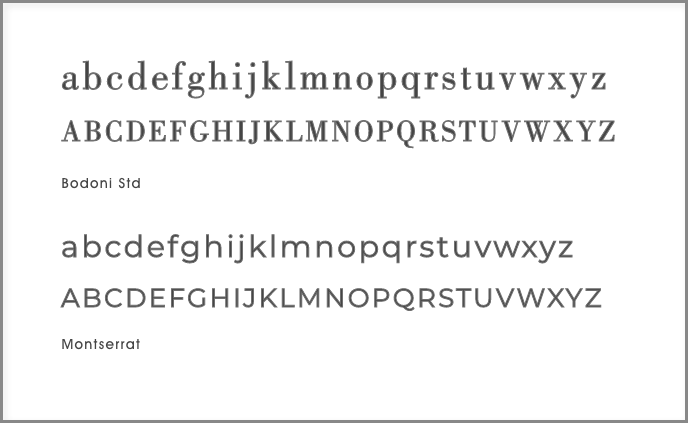 abcdefghijklmnopqrstuvwxyz
ABCDEFGHIJKLMNOPQRSTUVWXYZ
Bodoni Std
abcdefghijklmnopqrstuvwxyz
ABCDEFGHIJKLMNOPQRSTUVWXYZ
Montserrat